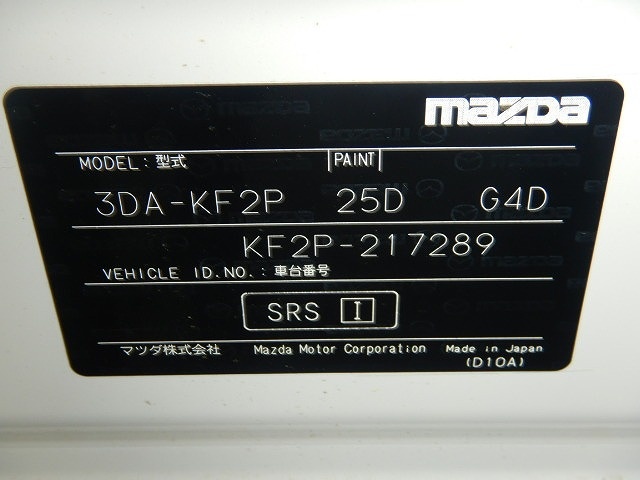 mazda
MODEL: 型式 PAINT
3DA-KF2P 25D G4D
KF2P-217289
VEHICLE ID.NO.: 車台番号
SRS I
マツダ株式会社 Mazda Motor Corporation Made in Japan
(D10A)